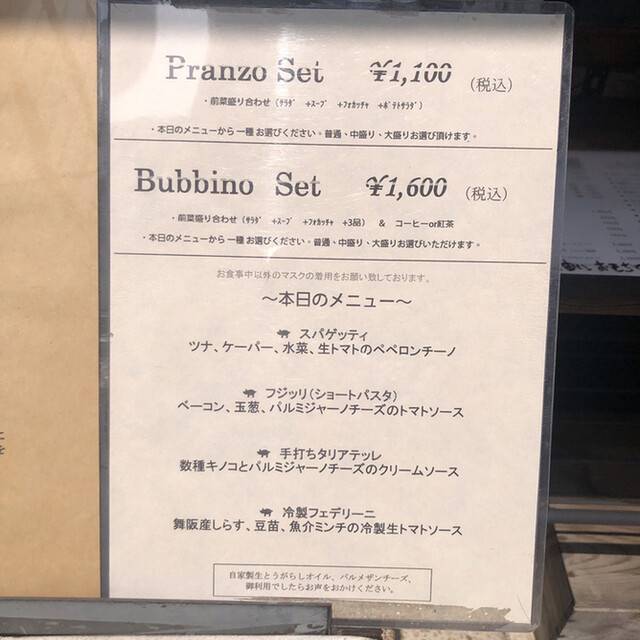 Pranzo Set ¥1,100 (税込)
・前菜盛り合わせ (ｻﾗﾀﾞ +ｽｰﾌﾟ +ﾌｫｶｯﾁｬ +ﾎﾟﾃﾄｻﾗﾀﾞ)
・本日のメニューから一種お選びください。普通、中盛り、大盛りお選び頂けます。
Bubbino Set ¥1,600 (税込)
・前菜盛り合わせ (ｻﾗﾀﾞ +ｽｰﾌﾟ +ﾌｫｶｯﾁｬ +3品) & コーヒーor紅茶
・本日のメニューから一種お選びください。普通、中盛り、大盛りお選びいただけます。
お食事中以外のマスクの着用をお願い致しております。
～本日のメニュー～
スパゲッティ
ツナ、ケーパー、水菜、生トマトのペペロンチーノ
フジッリ（ショートパスタ）
ベーコン、玉葱、パルミジャーノチーズのトマトソース
手打ちタリアテッレ
数種キノコとパルミジャーノチーズのクリームソース
冷製フェデリーニ
舞阪産しらす、豆苗、魚介ミンチの冷製生トマトソース
自家製生とうがらしオイル、パルメザンチーズ、
御利用でしたらお声をおかけください。